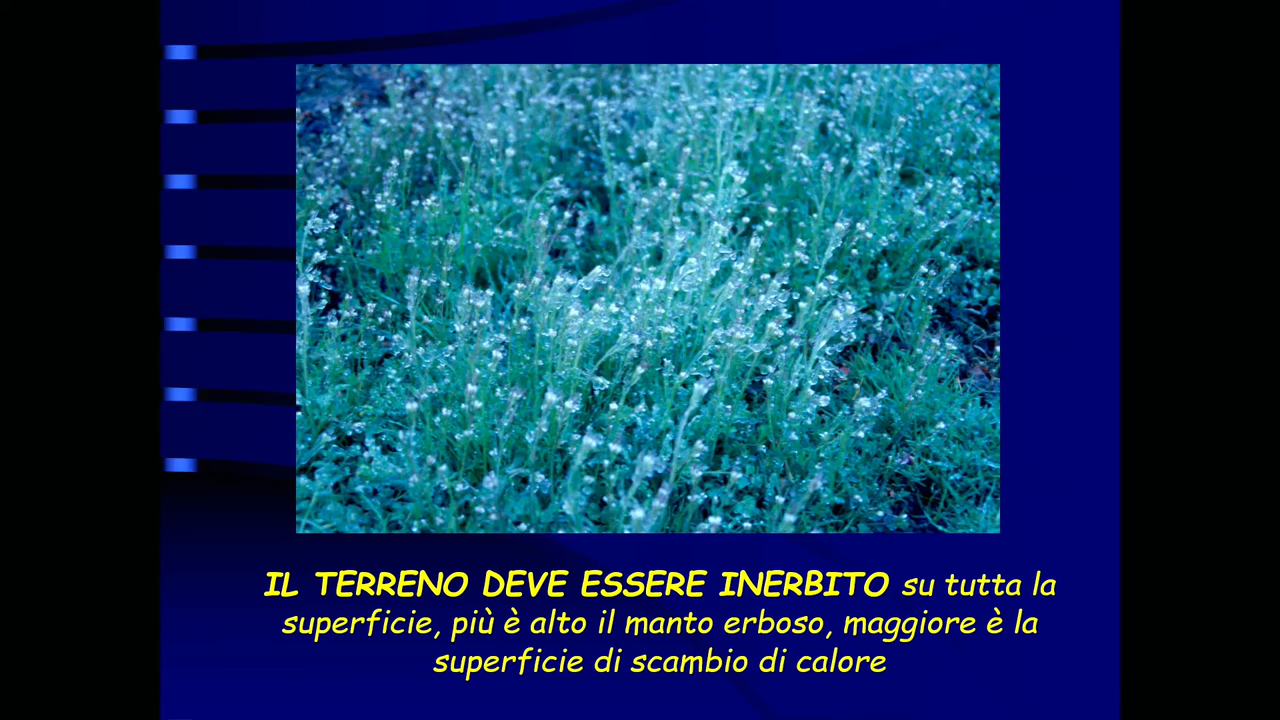 IL TERRENO DEVE ESSERE INERBITO su tutta la
superficie, più è alto il manto erboso, maggiore è la
superficie di scambio di calore